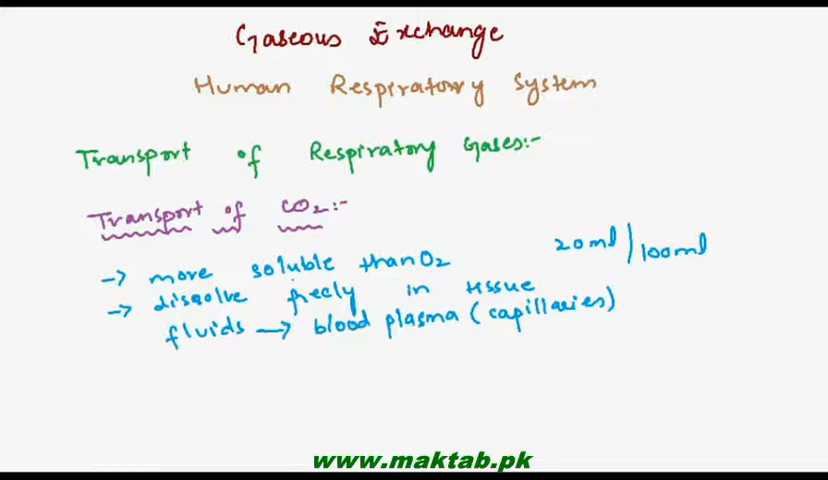 Gaseous Exchange
Human Respiratory System
Transport of Respiratory Gases:-
Transport of CO₂:-
→ more soluble than O₂ 20ml/100ml
→ dissolve freely in tissue
fluids → blood plasma (capillaries)
www.maktab.pk